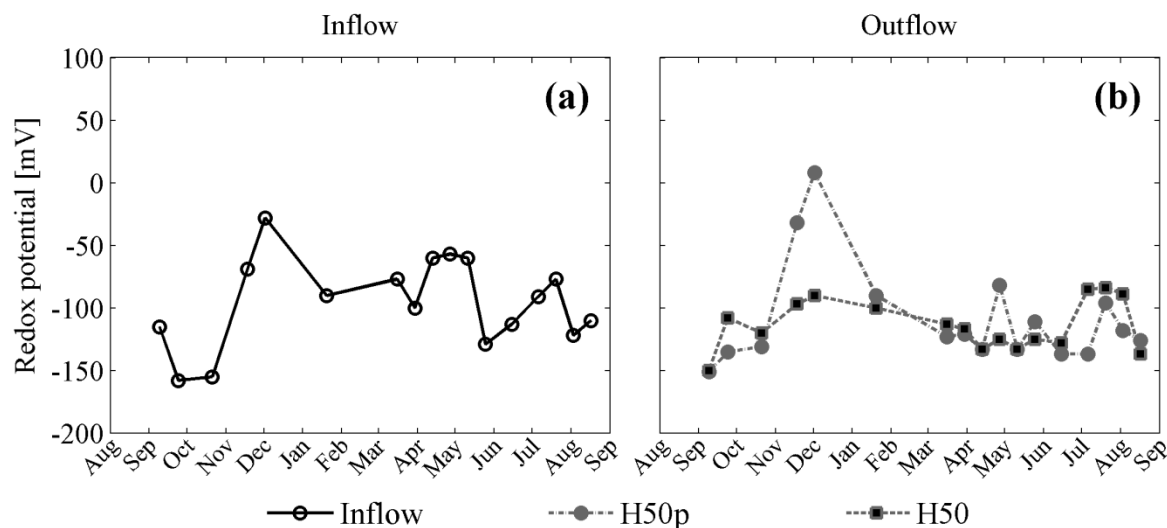 Inflow
Outflow
Redox potential [mV]
100
50
0
-50
-100
-150
-200
(a)
(b)
Aug Sep Oct Nov Dec Jan Feb Mar Apr May Jun Jul Aug Sep
Aug Sep Oct Nov Dec Jan Feb Mar Apr May Jun Jul Aug Sep
Inflow H50p H50